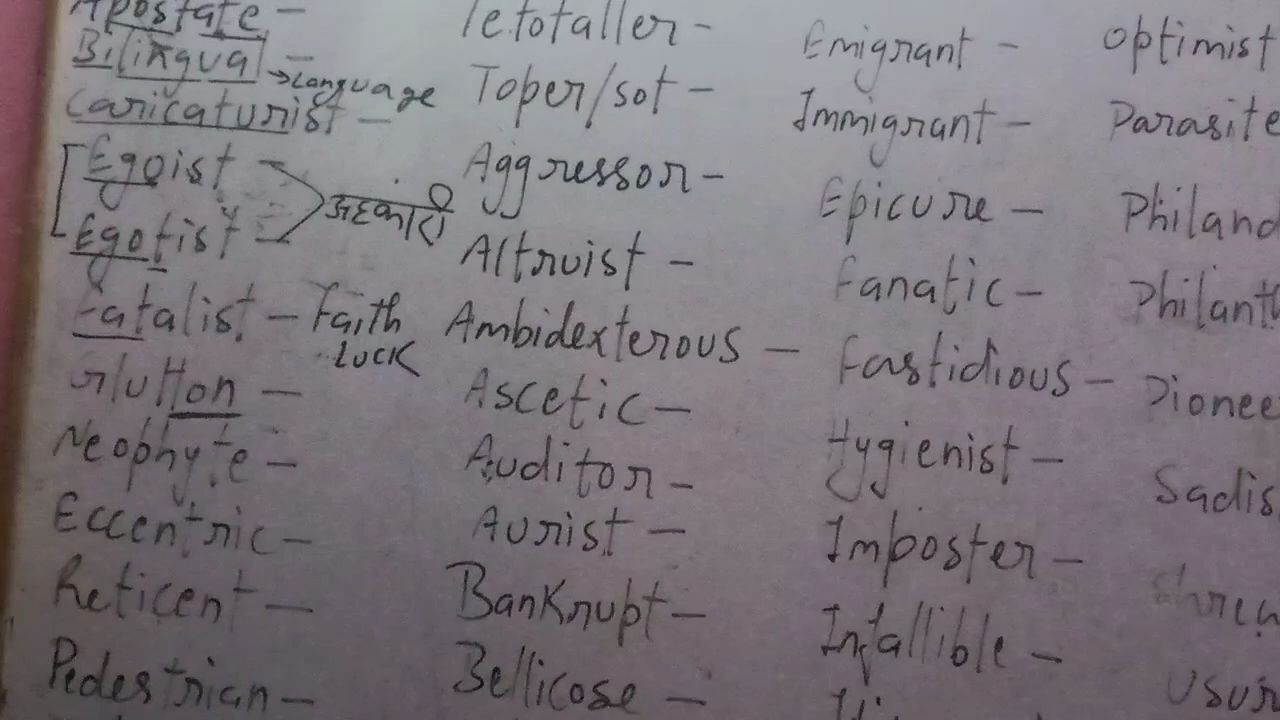 Apostate -
Bilingual -
→Language
Caricaturist -
Egoist -
Egotist -
अहंकारी
Fatalist - Faith
Luck
Glutton -
Neophyte -
Eccentric -
Reticent -
Pedestrian -
Tetotaller -
Toper/sot -
Aggressor -
Altruist -
Ambidexterous -
Ascetic -
Auditor -
Aurist -
Bankrupt -
Bellicose -
Emigrant -
Immigrant -
Epicure -
Fanatic -
Fastidious -
Hygienist -
Imposter -
Infallible -
Optimist
Parasite
Philand
Philanth
Pionee
Sadis
Shrew
Usur